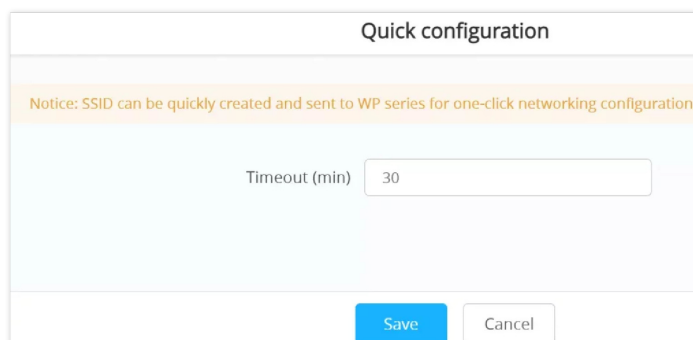 Quick configuration
Notice: SSID can be quickly created and sent to WP series for one-click networking configuration
Timeout (min)
30
Save
Cancel